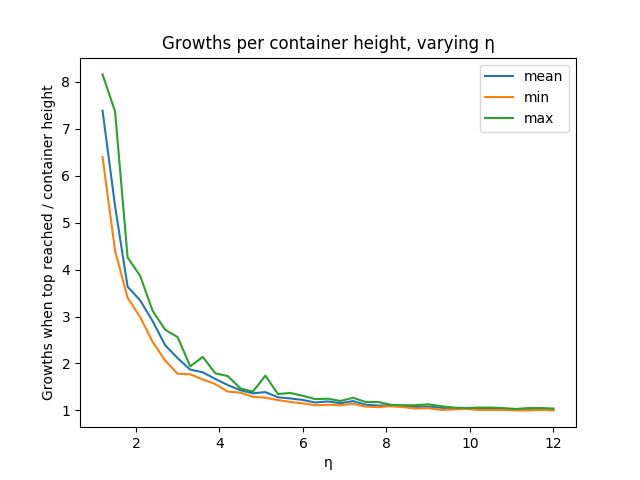 Growths per container height, varying η
Growths when top reached / container height
8
7
6
5
4
3
2
1
mean
min
max
2 4 6 8 10 12
η